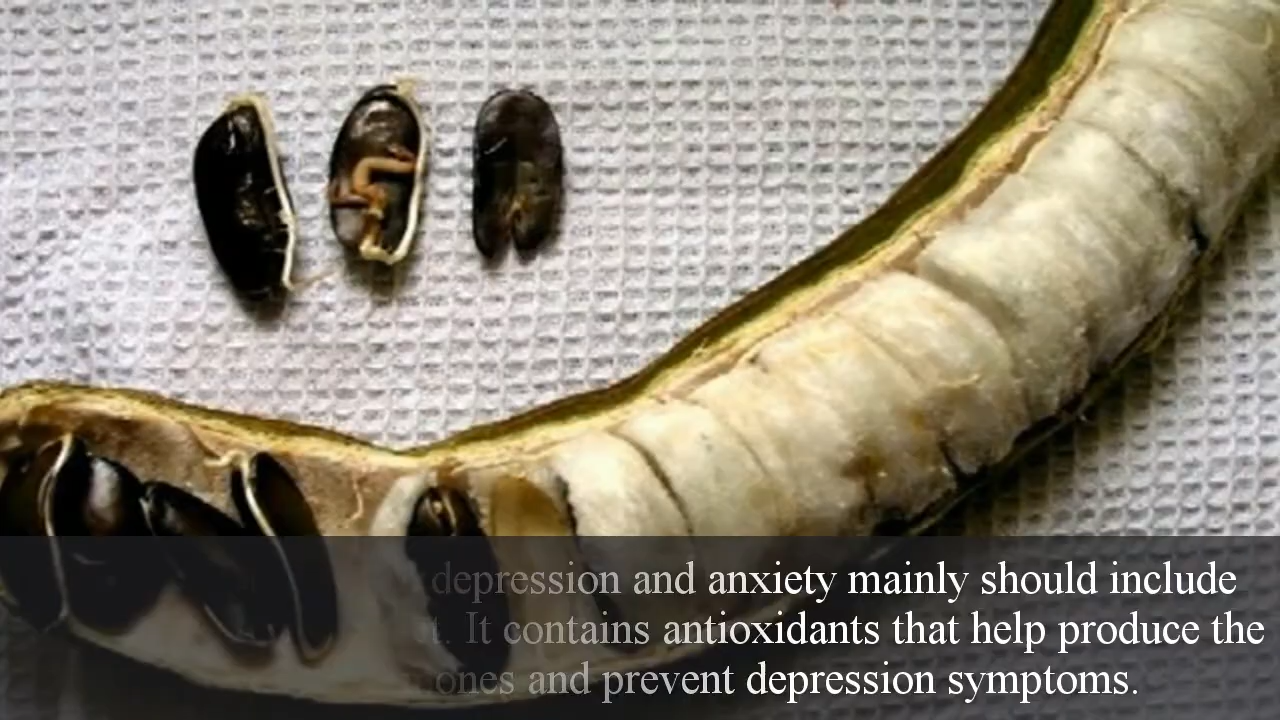 depression and anxiety mainly should include
It contains antioxidants that help produce the
and prevent depression symptoms.